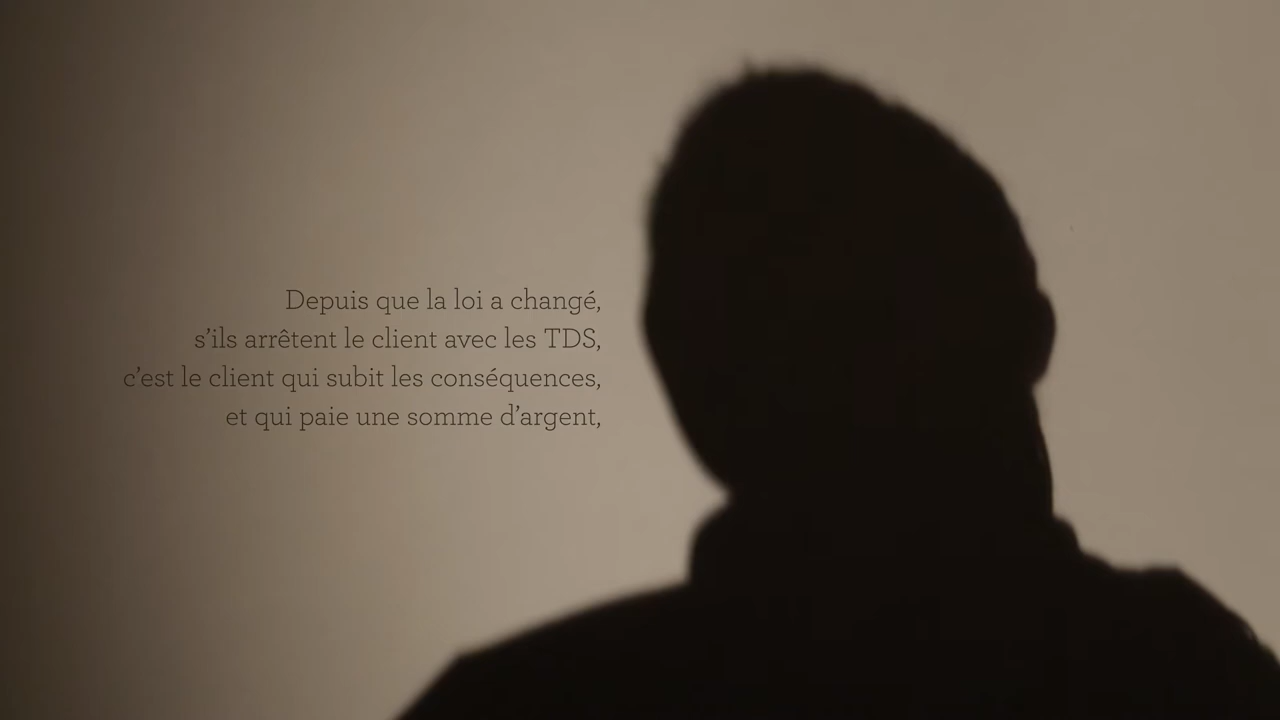 Depuis que la loi a changé,
s’ils arrêtent le client avec les TDS,
c’est le client qui subit les conséquences,
et qui paie une somme d’argent,